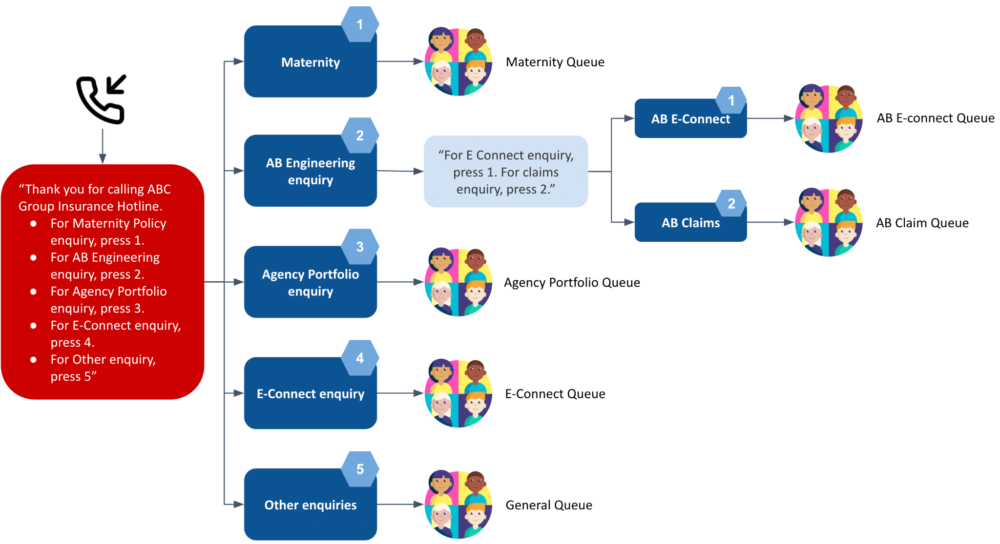 “Thank you for calling ABC
Group Insurance Hotline.
● For Maternity Policy
enquiry, press 1.
● For AB Engineering
enquiry, press 2.
● For Agency Portfolio
enquiry, press 3.
● For E-Connect enquiry,
press 4.
● For Other enquiry,
press 5”
1
Maternity
Maternity Queue
2
AB Engineering
enquiry
“For E Connect enquiry,
press 1. For claims
enquiry, press 2.”
1
AB E-Connect
AB E-connect Queue
2
AB Claims
AB Claim Queue
3
Agency Portfolio
enquiry
Agency Portfolio Queue
4
E-Connect enquiry
E-Connect Queue
5
Other enquiries
General Queue